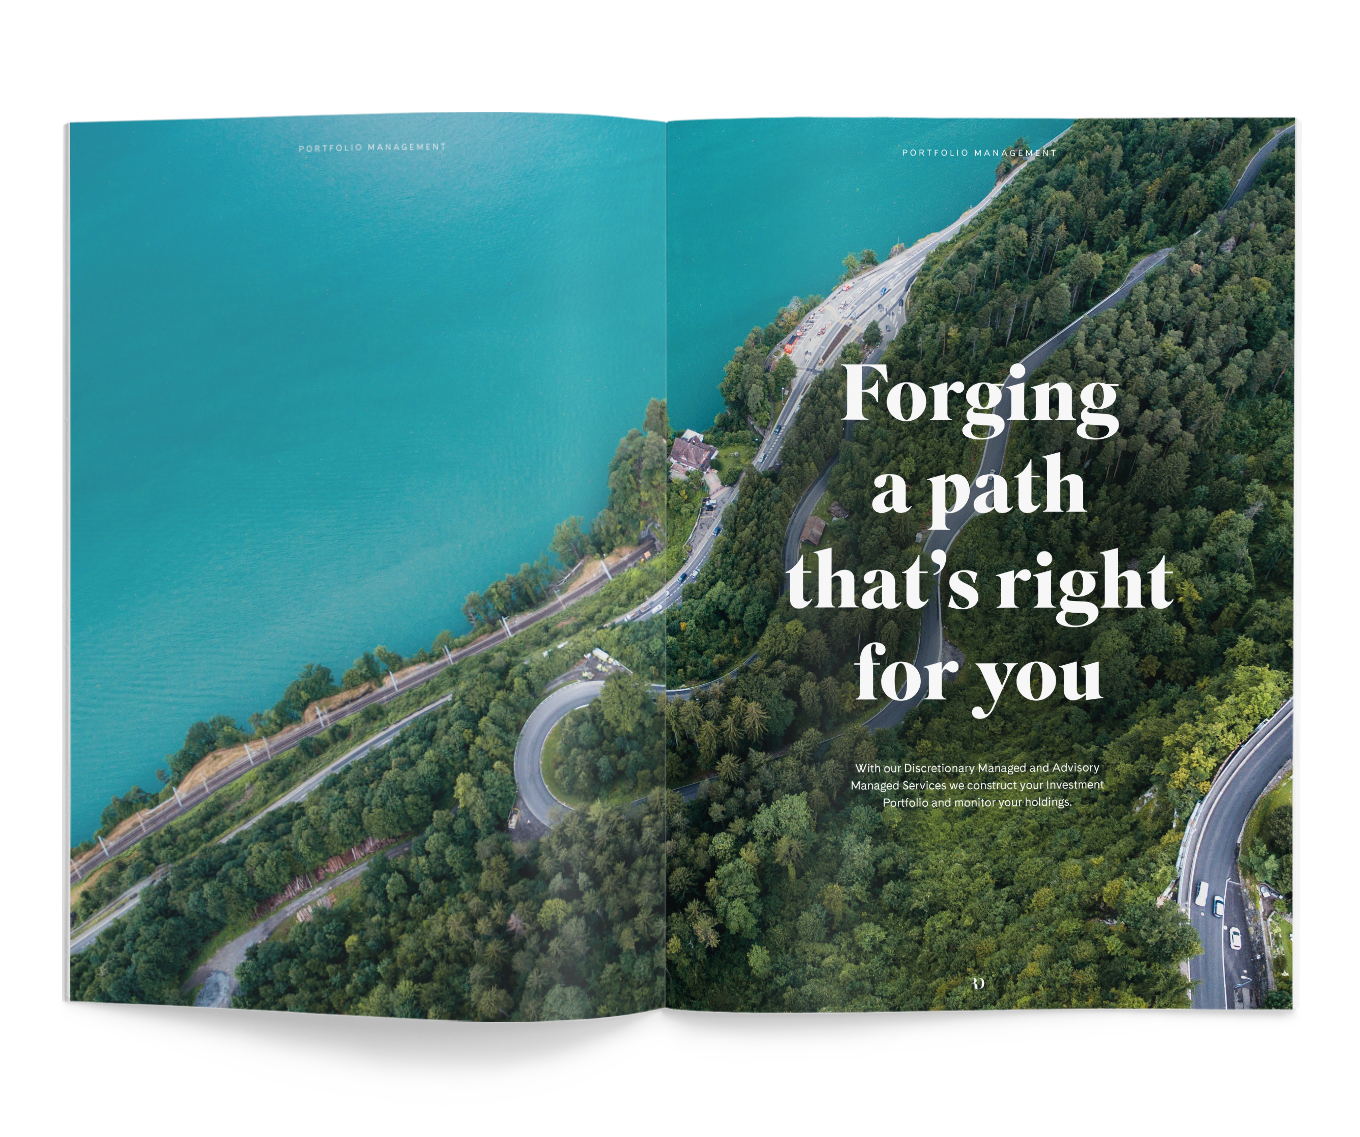 PORTFOLIO MANAGEMENT
PORTFOLIO MANAGEMENT
Forging
a path
that's right
for you
With our Discretionary Managed and Advisory
Managed Services we construct your Investment
Portfolio and monitor your holdings.